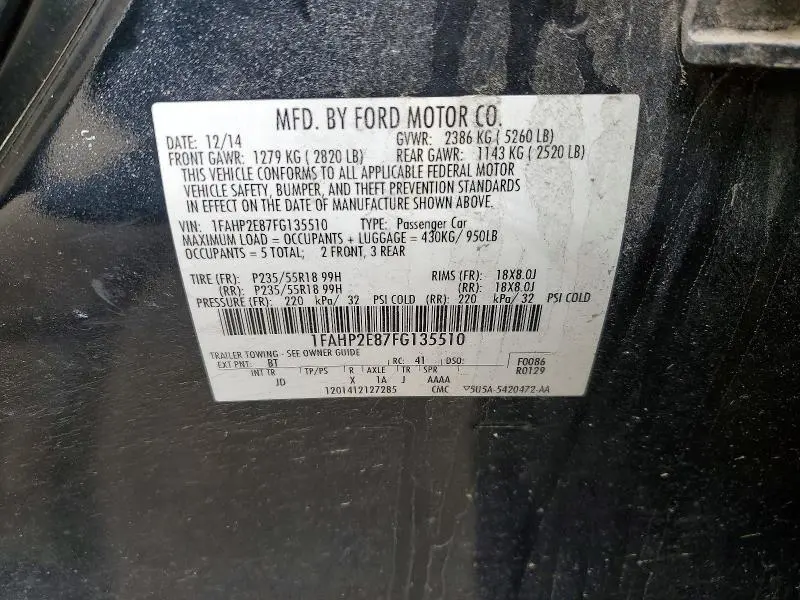 MFD. BY FORD MOTOR CO.
DATE: 12/14 GVWR: 2386 KG ( 5260 LB)
FRONT GAWR: 1279 KG ( 2820 LB) REAR GAWR: 1143 KG ( 2520 LB)
THIS VEHICLE CONFORMS TO ALL APPLICABLE FEDERAL MOTOR
VEHICLE SAFETY, BUMPER, AND THEFT PREVENTION STANDARDS
IN EFFECT ON THE DATE OF MANUFACTURE SHOWN ABOVE.
VIN: 1FAHP2E87FG135510 TYPE: Passenger Car
MAXIMUM LOAD = OCCUPANTS + LUGGAGE = 430KG/ 950LB
OCCUPANTS = 5 TOTAL; 2 FRONT, 3 REAR
TIRE (FR): P235/55R18 99H RIMS (FR): 18X8.0J
(RR): P235/55R18 99H (RR): 18X8.0J
PRESSURE (FR): 220 kPa/ 32 PSI COLD (RR): 220 kPa/ 32 PSI COLD
1FAHP2E87FG135510
TRAILER TOWING - SEE OWNER GUIDE
EXT PNT: BT RC: 41 DSO: F0086
INT TR TP/PS R AXLE TR SPR R0129
JD X 1A J AAAA
1201412127285 CMC ▽5U5A-5420472-AA